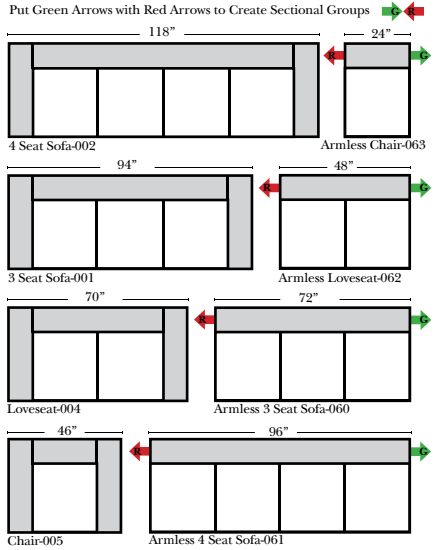 Put Green Arrows with Red Arrows to Create Sectional Groups G R
118” 24”
R G
4 Seat Sofa-002 Armless Chair-063
94” 48”
R G
3 Seat Sofa-001 Armless Loveseat-062
70” 72”
R G
Loveseat-004 Armless 3 Seat Sofa-060
46” 96”
R G
Chair-005 Armless 4 Seat Sofa-061